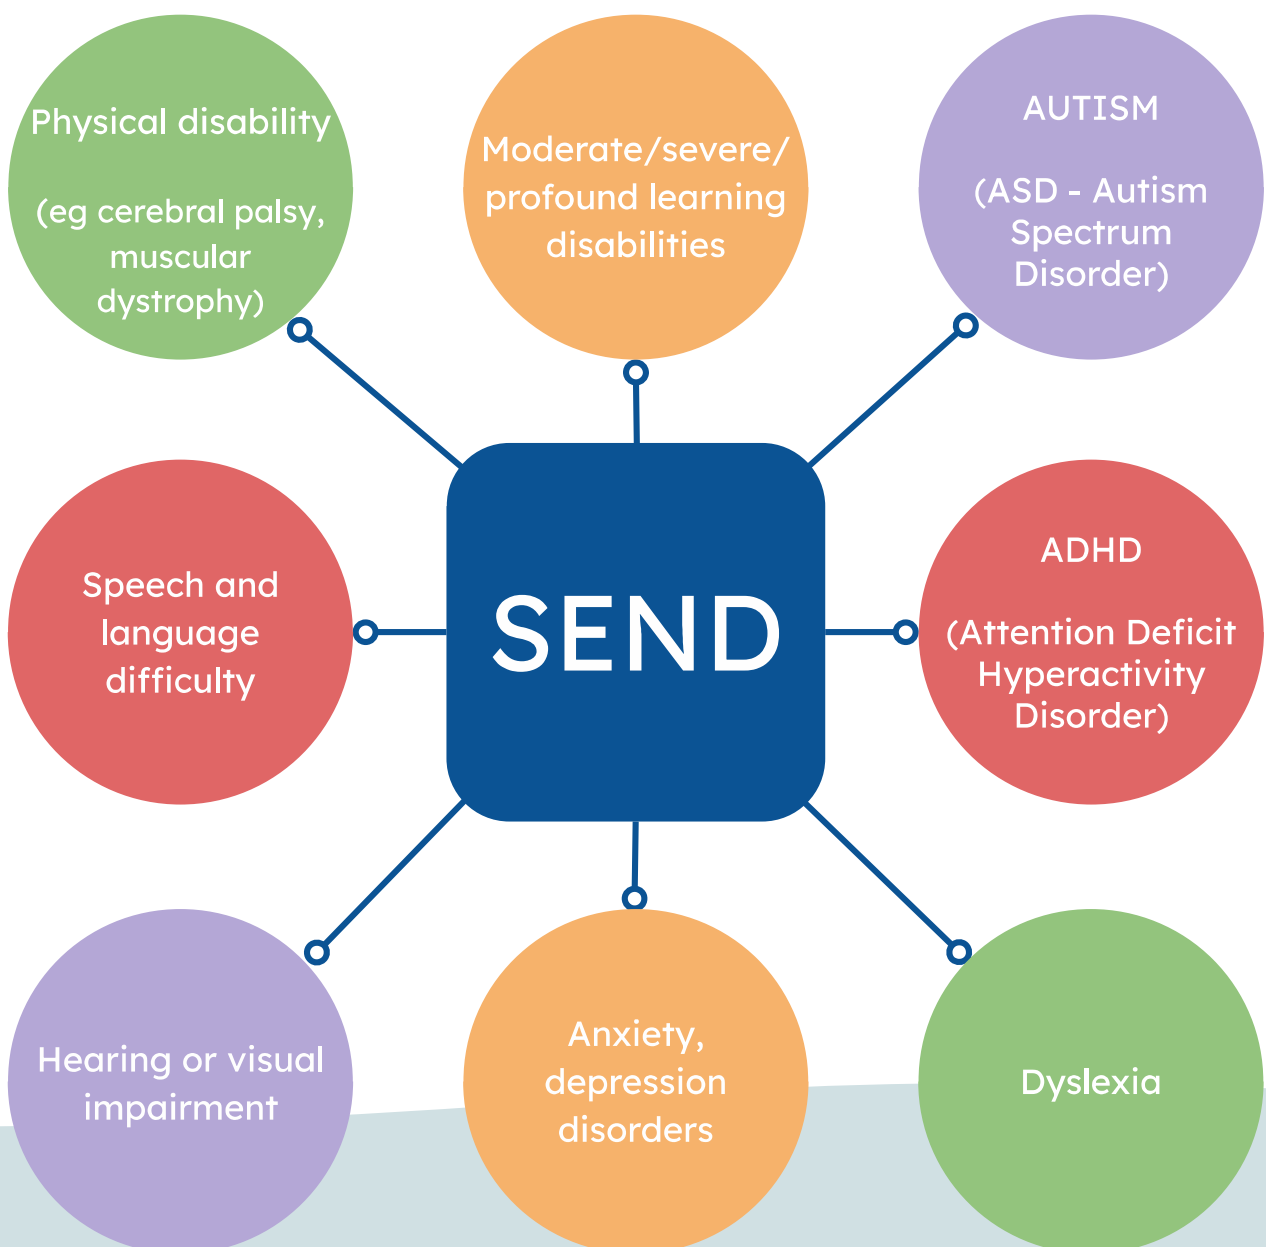 Physical disability
(eg cerebral palsy,
muscular
dystrophy)
Moderate/severe/
profound learning
disabilities
AUTISM
(ASD - Autism
Spectrum
Disorder)
Speech and
language
difficulty
SEND
ADHD
(Attention Deficit
Hyperactivity
Disorder)
Hearing or visual
impairment
Anxiety,
depression
disorders
Dyslexia